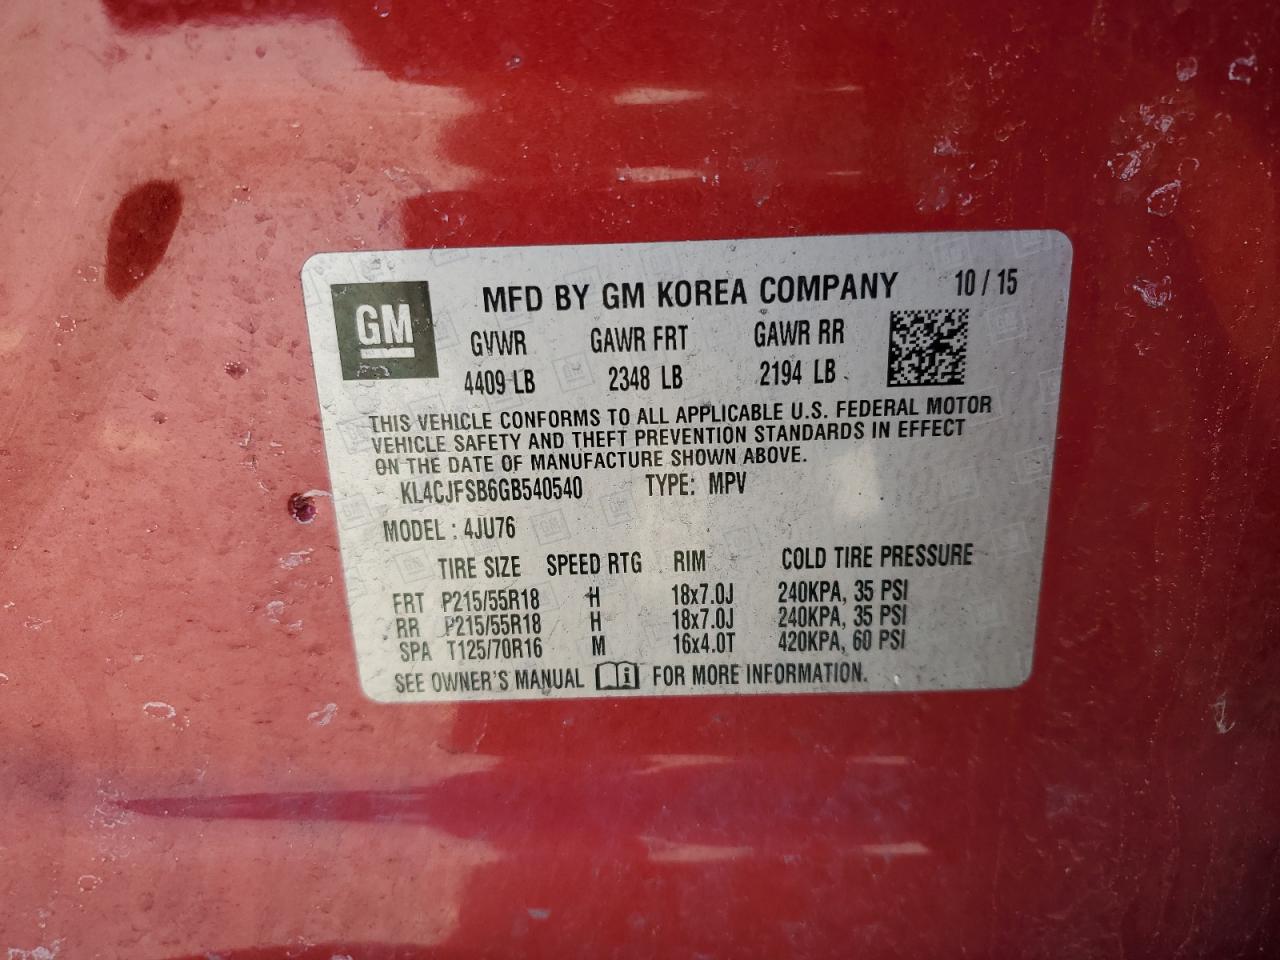 GM
MFD BY GM KOREA COMPANY 10 / 15
GVWR GAWR FRT GAWR RR
4409 LB 2348 LB 2194 LB
THIS VEHICLE CONFORMS TO ALL APPLICABLE U.S. FEDERAL MOTOR
VEHICLE SAFETY AND THEFT PREVENTION STANDARDS IN EFFECT
ON THE DATE OF MANUFACTURE SHOWN ABOVE.
KL4CJFSB6GB540540 TYPE: MPV
MODEL : 4JU76
TIRE SIZE SPEED RTG RIM COLD TIRE PRESSURE
FRT P215/55R18 H 18x7.0J 240KPA, 35 PSI
RR P215/55R18 H 18x7.0J 240KPA, 35 PSI
SPA T125/70R16 M 16x4.0T 420KPA, 60 PSI
SEE OWNER'S MANUAL FOR MORE INFORMATION.